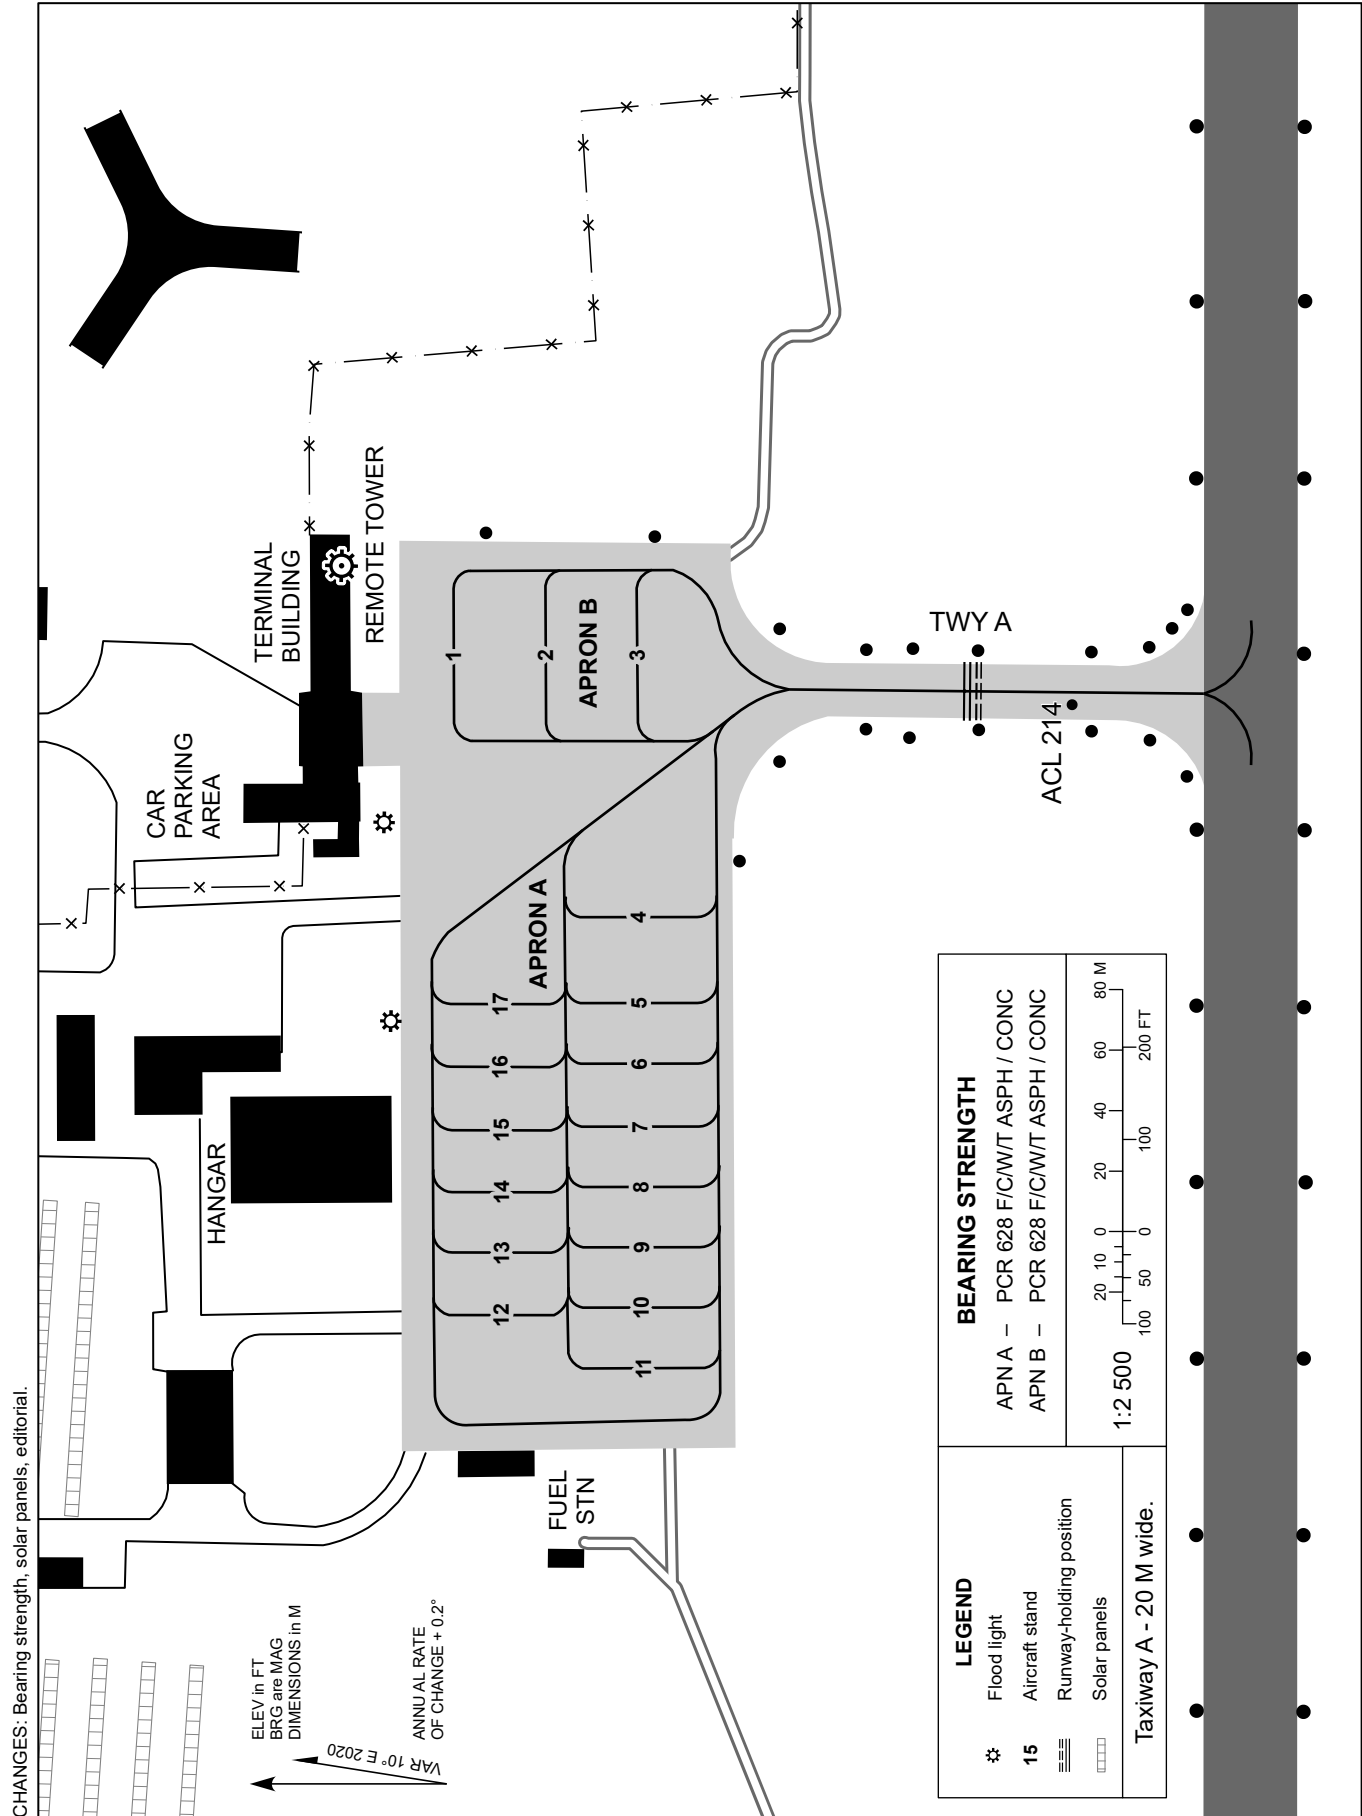 CHANGES: Bearing strength, solar panels, editorial.
ELEV in FT
BRG are MAG
DIMENSIONS in M
VAR 10° E 2020
ANNUAL RATE
OF CHANGE + 0.2°
FUEL
STN
HANGAR
CAR
PARKING
AREA
TERMINAL
BUILDING
REMOTE TOWER
APRON A
APRON B
1
2
3
4
5
6
7
8
9
10
11
12
13
14
15
16
17
TWY A
ACL 214
LEGEND
Flood light
15 Aircraft stand
Runway-holding position
Solar panels
Taxiway A - 20 M wide.
BEARING STRENGTH
APN A – PCR 628 F/C/W/T ASPH / CONC
APN B – PCR 628 F/C/W/T ASPH / CONC
1:2 500
20 10 0 20 40 60 80 M
100 50 0 100 200 FT